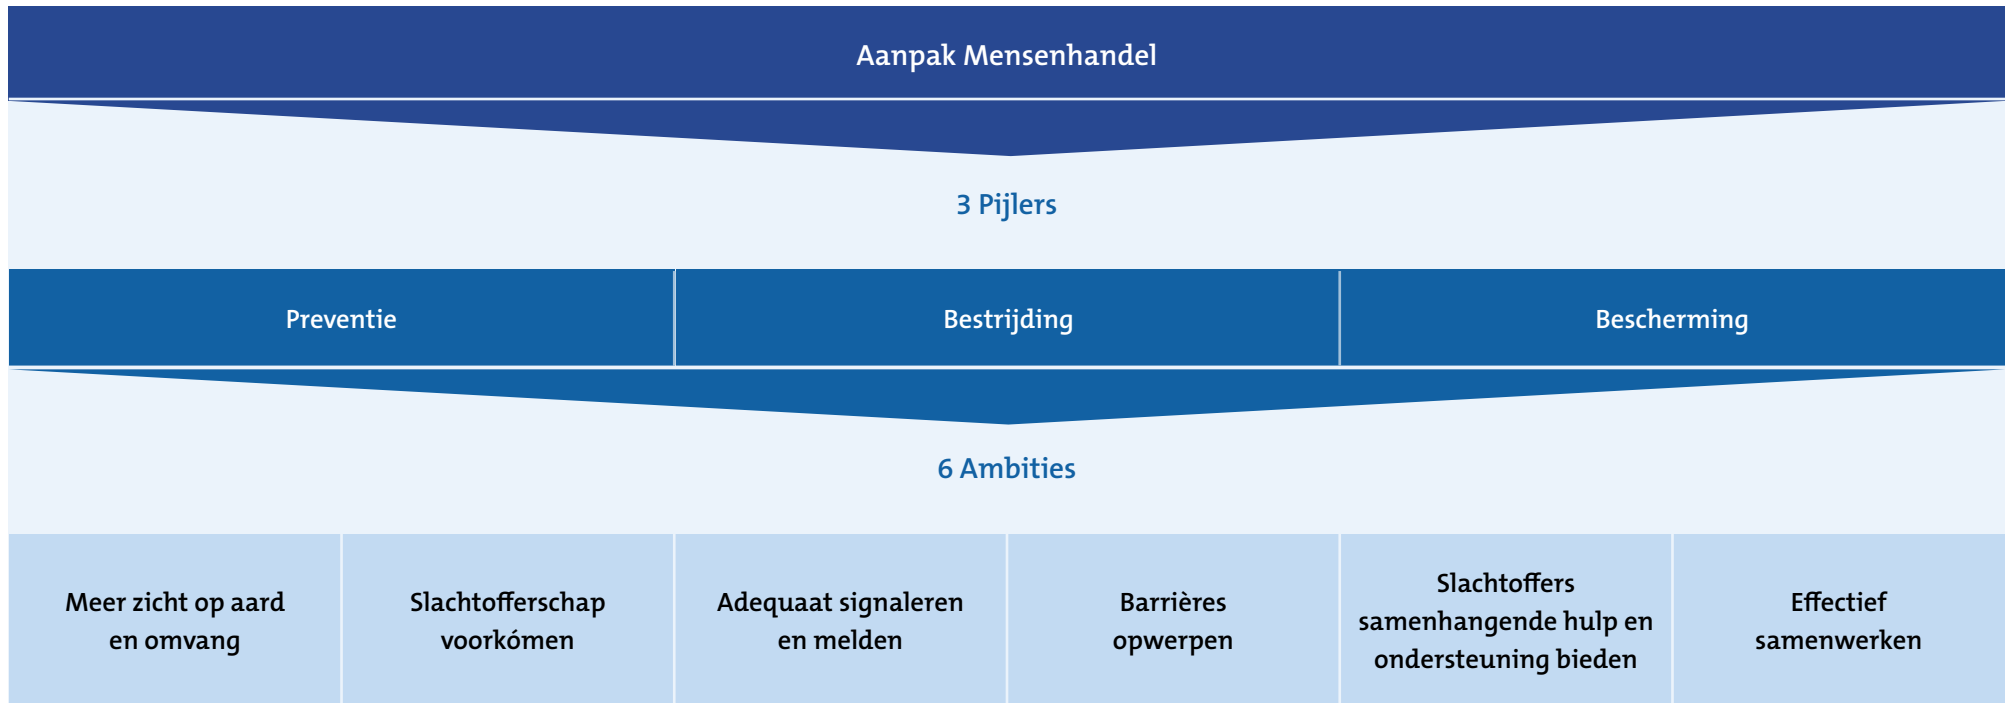 Aanpak Mensenhandel
3 Pijlers
Preventie
Bestrijding
Bescherming
6 Ambities
Meer zicht op aard
en omvang
Slachtofferschap
voorkómen
Adequaat signaleren
en melden
Barrières
opwerpen
Slachtoffers
samenhangende hulp en
ondersteuning bieden
Effectief
samenwerken